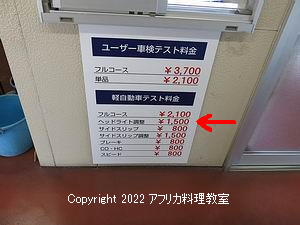 ユーザー車検テスト料金
フルコース ￥3,700
単品 ￥2,100
軽自動車テスト料金
フルコース ￥2,100
ヘッドライト調整 ￥1,500
サイドスリップ ￥800
サイドスリップ調整 ￥1,500
ブレーキ ￥800
CO・HC ￥800
スピード ￥800
Copyright 2022 アフリカ料理教室